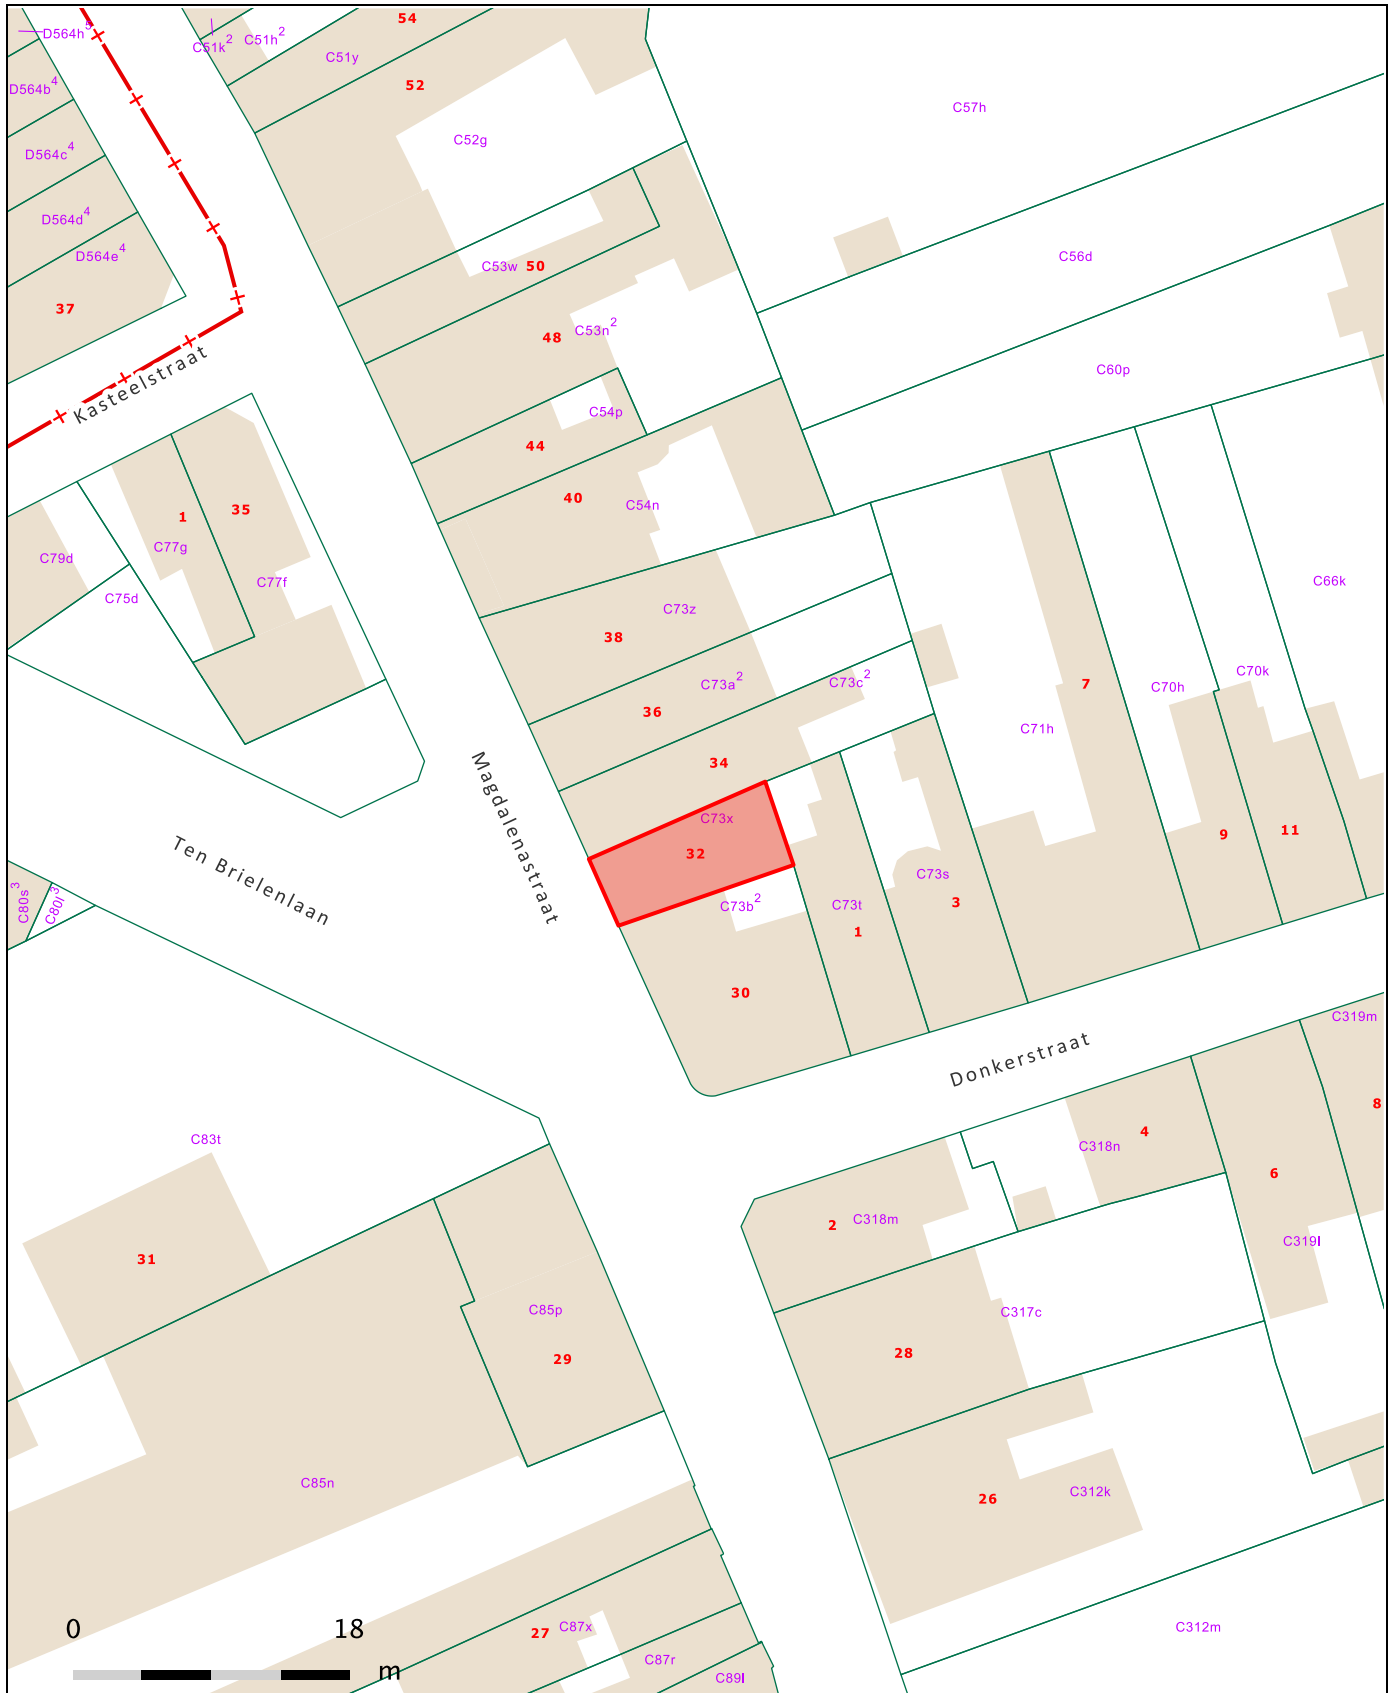 54
D564h⁵
C51k²
C51h²
C51y
52
D564b⁴
C57h
C52g
D564c⁴
D564d⁴
D564e⁴
C53w
50
C56d
37
C53n²
48
Kasteelstraat
C60p
C54p
44
40
C54n
35
1
C77g
C79d
C77f
C66k
C75d
C73z
38
C70k
C73c²
C73a²
7
C70h
36
C71h
34
Magdalenastraat
C73x
32
9
11
Ten Brielenlaan
C73s
C80s³
C80l³
C73b²
C73t
3
1
30
C319m
Donkerstraat
8
4
C83t
C318n
6
C318m
2
C319l
31
C85p
C317c
28
29
C85n
C312k
26
0
18
27
C87x
C312m
C87r
m
C89l